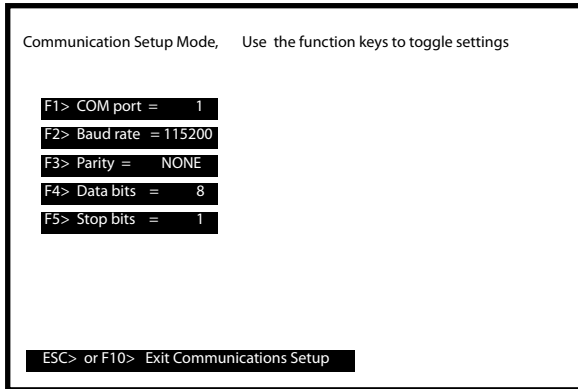 Communication Setup Mode, Use the function keys to toggle settings
F1> COM port = 1
F2> Baud rate = 115200
F3> Parity = NONE
F4> Data bits = 8
F5> Stop bits = 1
ESC> or F10> Exit Communications Setup